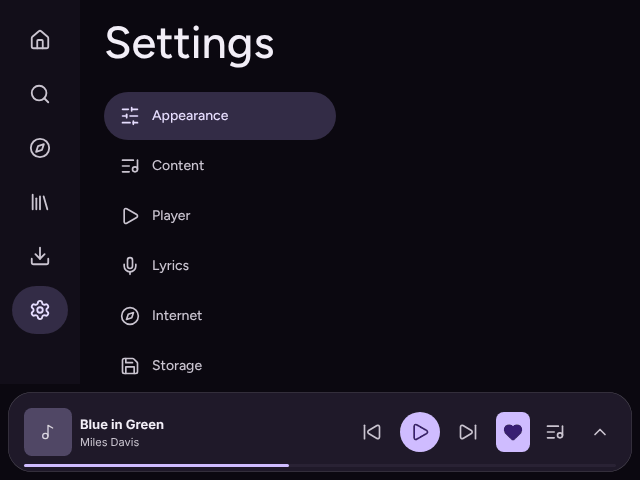 Settings
Appearance
Content
Player
Lyrics
Internet
Storage
Blue in Green
Miles Davis